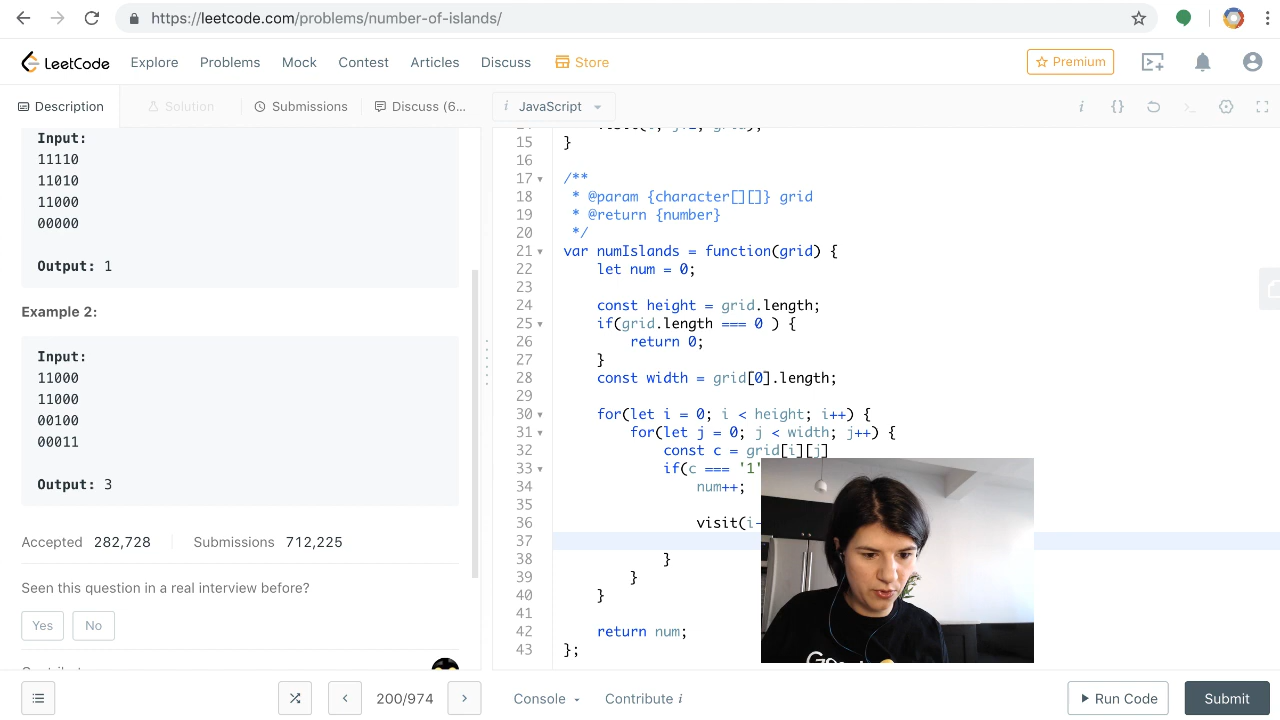 https://leetcode.com/problems/number-of-islands/
LeetCode Explore Problems Mock Contest Articles Discuss Store Premium
Description Solution Submissions Discuss (6... i JavaScript i {}
Input:
11110
11010
11000
00000
Output: 1
Example 2:
Input:
11000
11000
00100
00011
Output: 3
Accepted 282,728 Submissions 712,225
Seen this question in a real interview before?
Yes No
15 }
16
17 /**
18 * @param {character[][]} grid
19 * @return {number}
20 */
21 var numIslands = function(grid) {
22 let num = 0;
23
24 const height = grid.length;
25 if(grid.length === 0 ) {
26 return 0;
27 }
28 const width = grid[0].length;
29
30 for(let i = 0; i < height; i++) {
31 for(let j = 0; j < width; j++) {
32 const c = grid[i][j]
33 if(c === '1'
34 num++;
35
36 visit(i-
37
38 }
39 }
40 }
41
42 return num;
43 };
200/974 Console Contribute i Run Code Submit